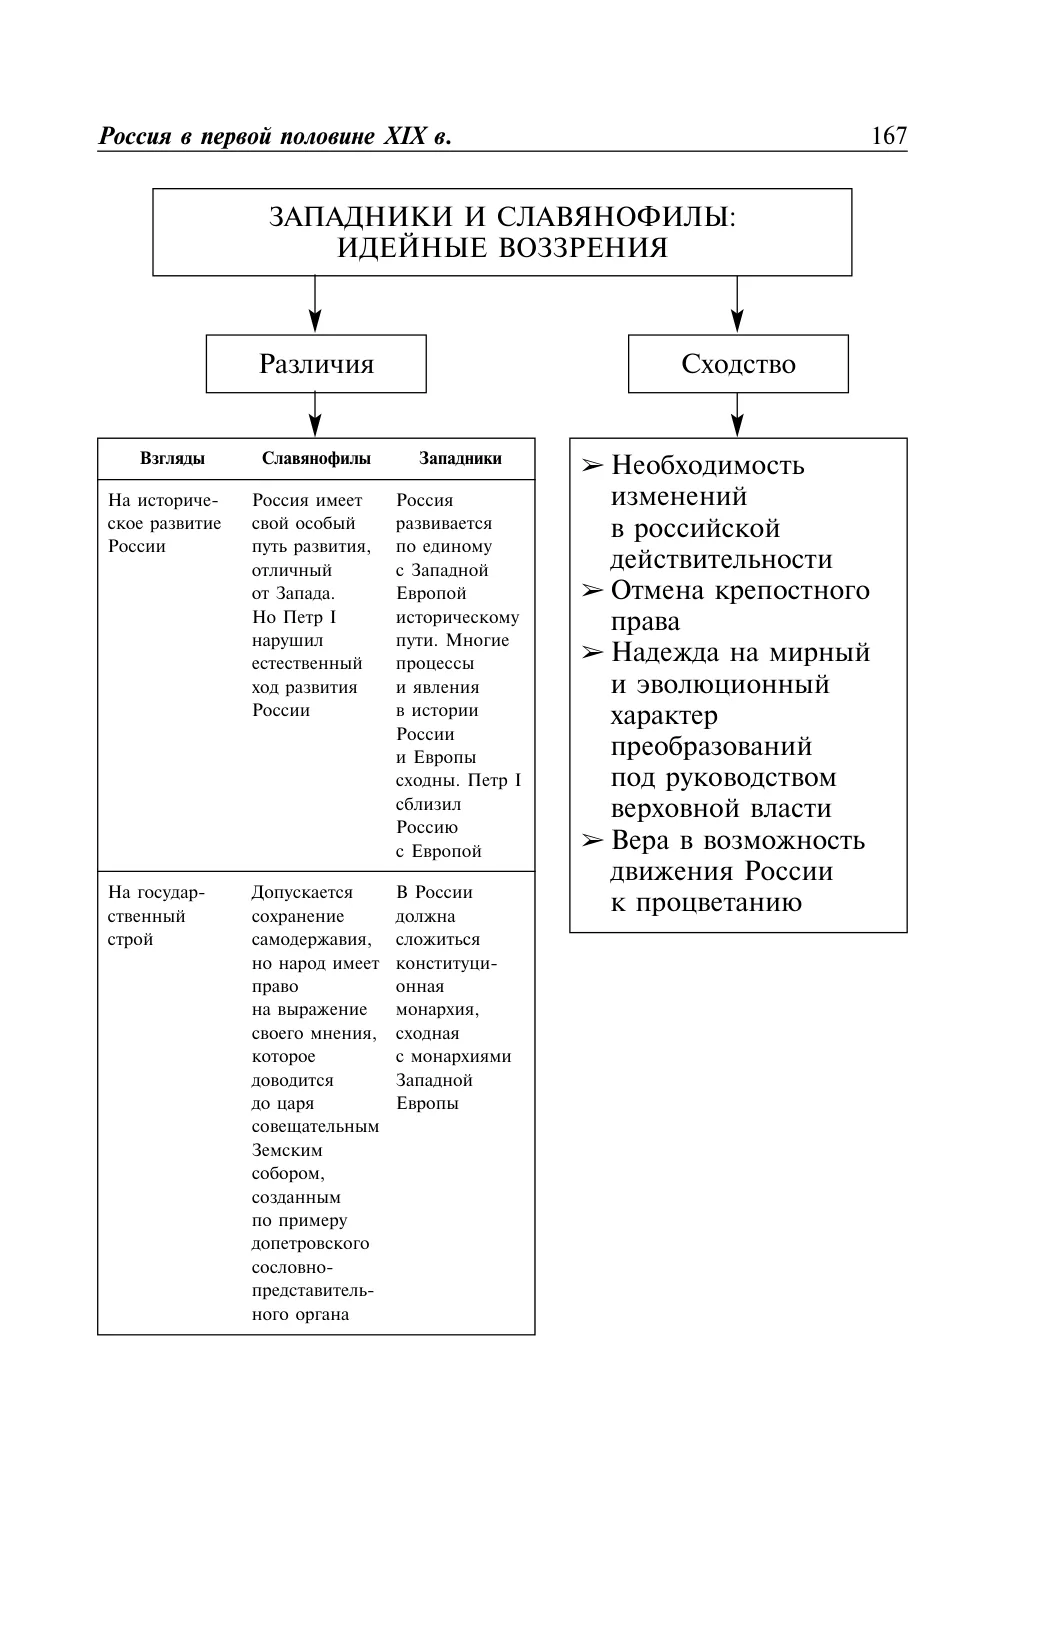 Россия в первой половине XIX в.
167
ЗАПАДНИКИ И СЛАВЯНОФИЛЫ:
ИДЕЙНЫЕ ВОЗЗРЕНИЯ
Различия
Сходство
Взгляды
Славянофилы
Западники
На историче-
ское развитие
России
Россия имеет
свой особый
путь развития,
отличный
от Запада.
Но Петр I
нарушил
естественный
ход развития
России
Россия
развивается
по единому
с Западной
Европой
историческому
пути. Многие
процессы
и явления
в истории
России
и Европы
сходны. Петр I
сблизил
Россию
с Европой
На государ-
ственный
строй
Допускается
сохранение
самодержавия,
но народ имеет
право
на выражение
своего мнения,
которое
доводится
до царя
совещательным
Земским
собором,
созданным
по примеру
допетровского
сословно-
представитель-
ного органа
В России
должна
сложиться
конституци-
онная
монархия,
сходная
с монархиями
Западной
Европы
➢ Необходимость
изменений
в российской
действительности
➢ Отмена крепостного
права
➢ Надежда на мирный
и эволюционный
характер
преобразований
под руководством
верховной власти
➢ Вера в возможность
движения России
к процветанию